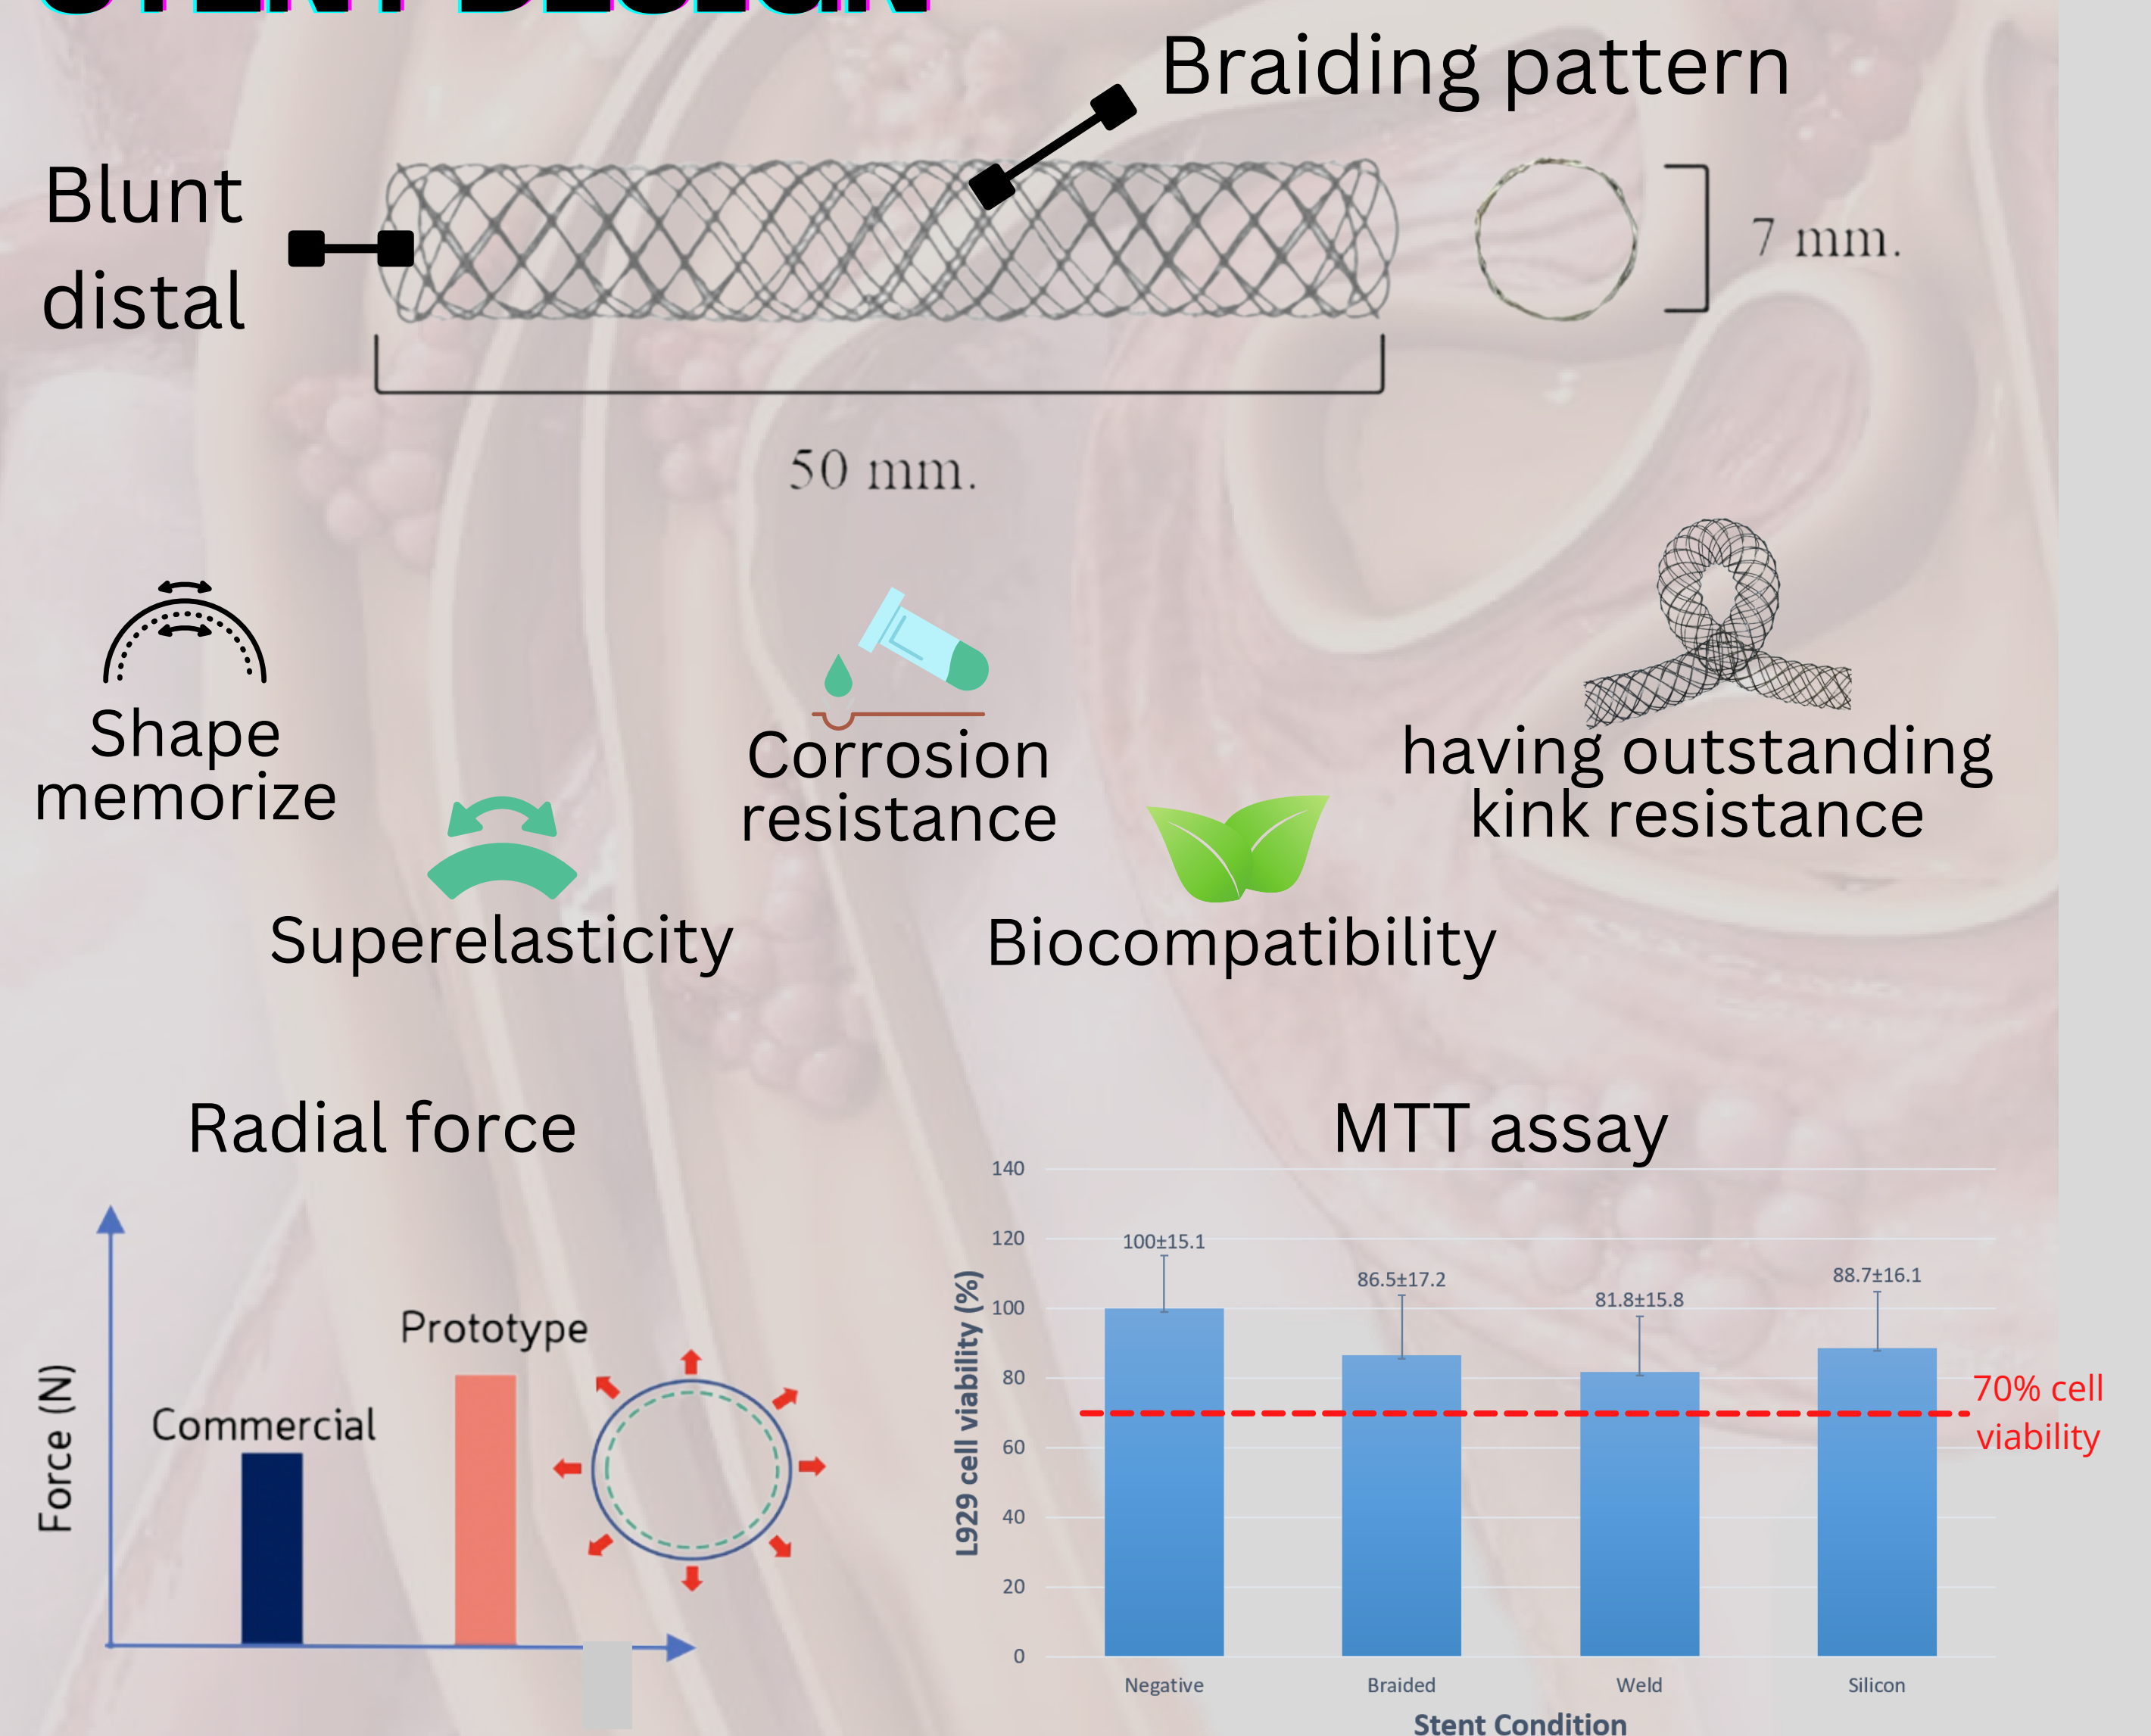 STENT DESIGN
Braiding pattern
Blunt
distal
7 mm.
50 mm.
Shape
memorize
Corrosion
resistance
having outstanding
kink resistance
Superelasticity
Biocompatibility
Radial force
Force (N)
Commercial
Prototype
MTT assay
L929 cell viability (%)
140
120
100
80
60
40
20
0
100±15.1
86.5±17.2
81.8±15.8
88.7±16.1
70% cell
viability
Negative
Braided
Weld
Silicon
Stent Condition